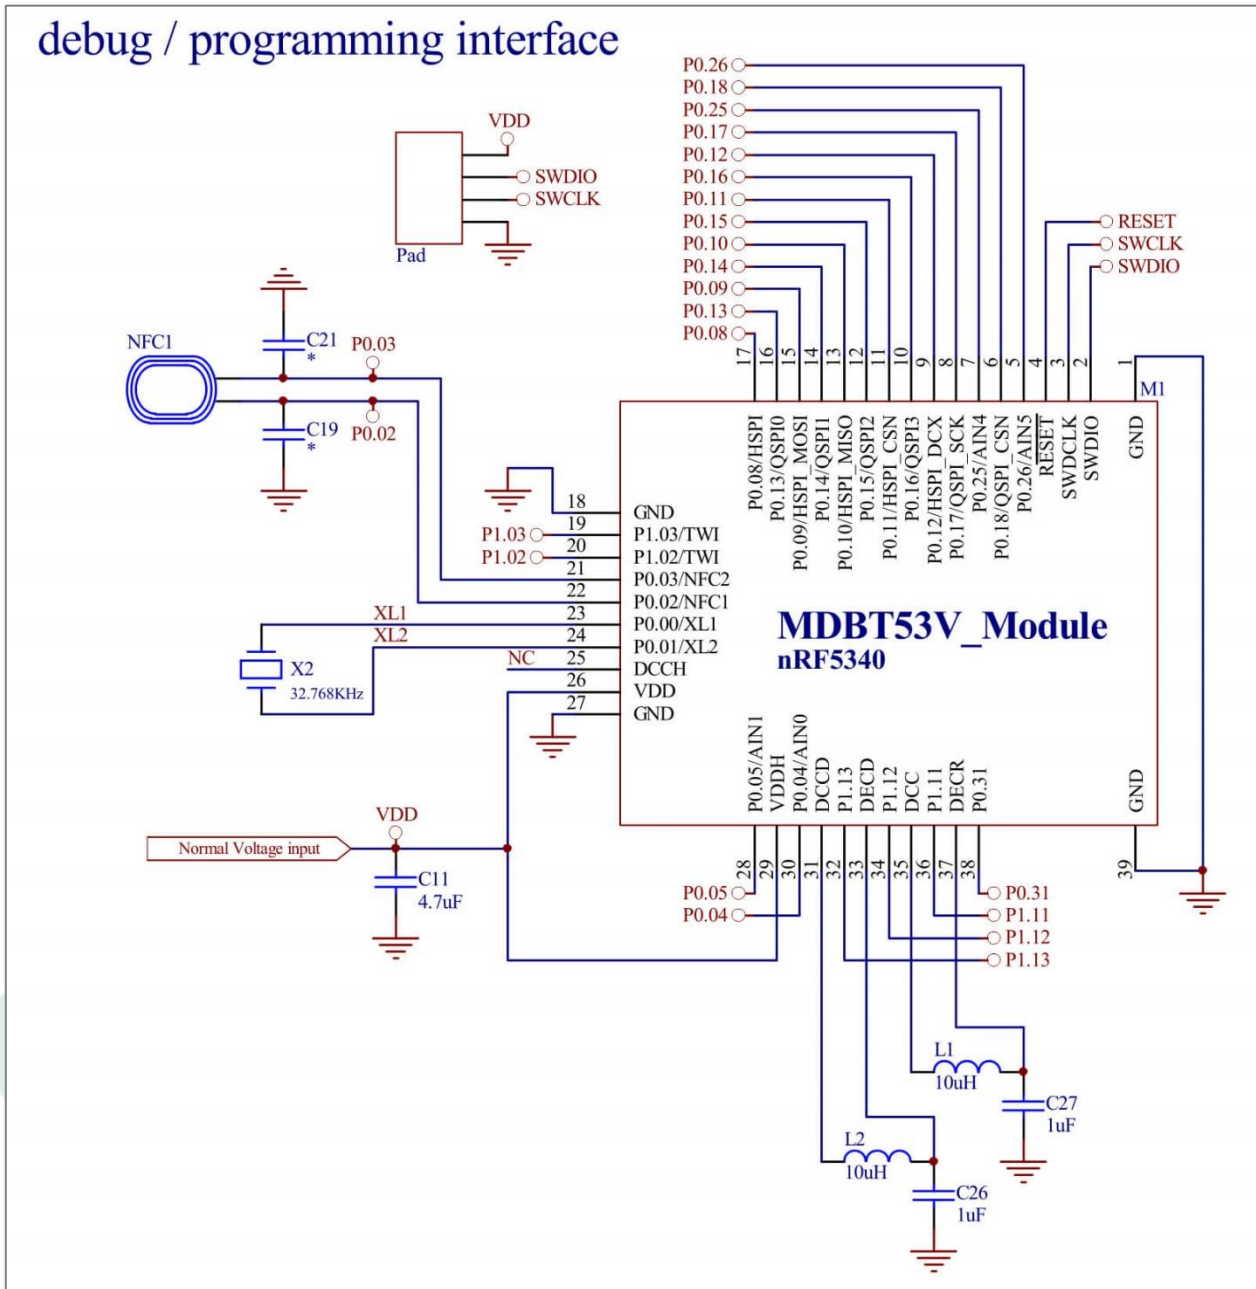 debug / programming interface
VDD
SWDIO
SWCLK
Pad
P0.26
P0.18
P0.25
P0.17
P0.12
P0.16
P0.11
P0.15
P0.10
P0.14
P0.09
P0.13
P0.08
RESET
SWCLK
SWDIO
17
16
15
14
13
12
11
10
9
8
7
6
5
4
3
2
1
M1
P0.08/HSPI
P0.13/QSPI0
P0.09/HSPI_MOSI
P0.14/QSPI1
P0.10/HSPI_MISO
P0.15/QSPI2
P0.11/HSPI_CSN
P0.16/QSPI3
P0.12/HSPI_DCX
P0.17/QSPI_SCK
P0.25/AIN4
P0.18/QSPI_CSN
P0.26/AIN5
RESET
SWDCLK
SWDIO
GND
NFC1
C21
*
P0.03
C19
*
P0.02
18 GND
P1.03 19 P1.03/TWI
P1.02 20 P1.02/TWI
21 P0.03/NFC2
22 P0.02/NFC1
XL1 23 P0.00/XL1
XL2 24 P0.01/XL2
NC 25 DCCH
26 VDD
27 GND
X2
32.768KHz
MDBT53V_Module
nRF5340
P0.05/AIN1
VDDH
P0.04/AIN0
DCCD
P1.13
DECD
P1.12
DCC
P1.11
DECR
P0.31
GND
28
29
30
31
32
33
34
35
36
37
38
39
VDD
Normal Voltage input
C11
4.7uF
P0.05
P0.04
P0.31
P1.11
P1.12
P1.13
L1
10uH
C27
1uF
L2
10uH
C26
1uF